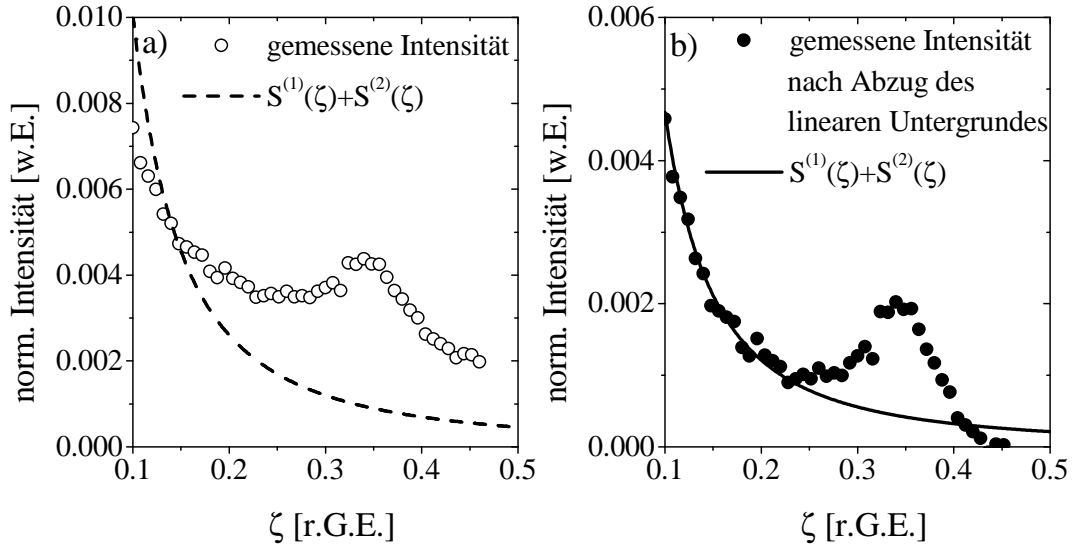 a)
gemessene Intensität
S⁽¹⁾(ζ)+S⁽²⁾(ζ)
norm. Intensität [w.E.]
0.010
0.008
0.006
0.004
0.002
0.000
0.1 0.2 0.3 0.4 0.5
ζ [r.G.E.]
b)
gemessene Intensität
nach Abzug des
linearen Untergrundes
S⁽¹⁾(ζ)+S⁽²⁾(ζ)
norm. Intensität [w.E.]
0.006
0.004
0.002
0.000
0.1 0.2 0.3 0.4 0.5
ζ [r.G.E.]